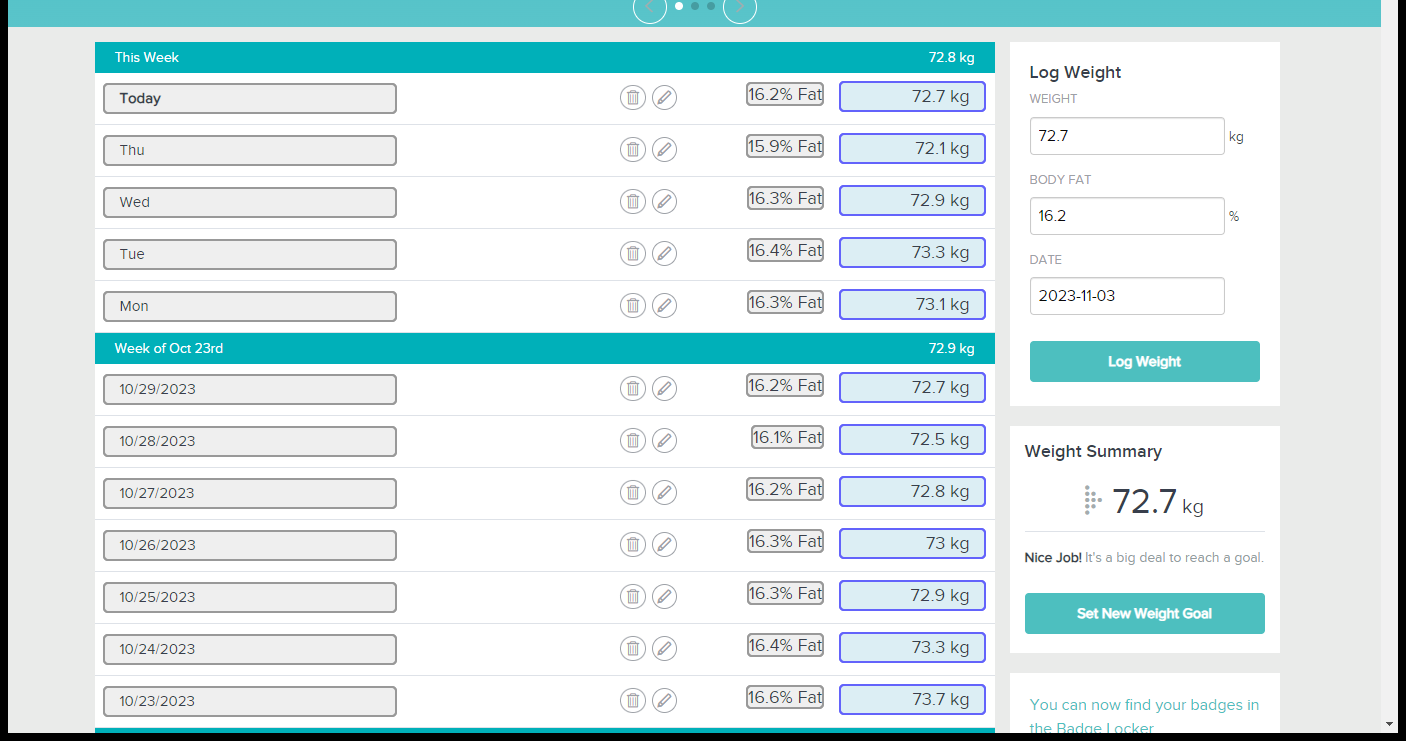 This Week 72.8 kg
Today 16.2% Fat 72.7 kg
Thu 15.9% Fat 72.1 kg
Wed 16.3% Fat 72.9 kg
Tue 16.4% Fat 73.3 kg
Mon 16.3% Fat 73.1 kg
Week of Oct 23rd 72.9 kg
10/29/2023 16.2% Fat 72.7 kg
10/28/2023 16.1% Fat 72.5 kg
10/27/2023 16.2% Fat 72.8 kg
10/26/2023 16.3% Fat 73 kg
10/25/2023 16.3% Fat 72.9 kg
10/24/2023 16.4% Fat 73.3 kg
10/23/2023 16.6% Fat 73.7 kg
Log Weight
WEIGHT
72.7 kg
BODY FAT
16.2 %
DATE
2023-11-03
Log Weight
Weight Summary
72.7 kg
Nice Job! It's a big deal to reach a goal.
Set New Weight Goal
You can now find your badges in
the Badge Locker